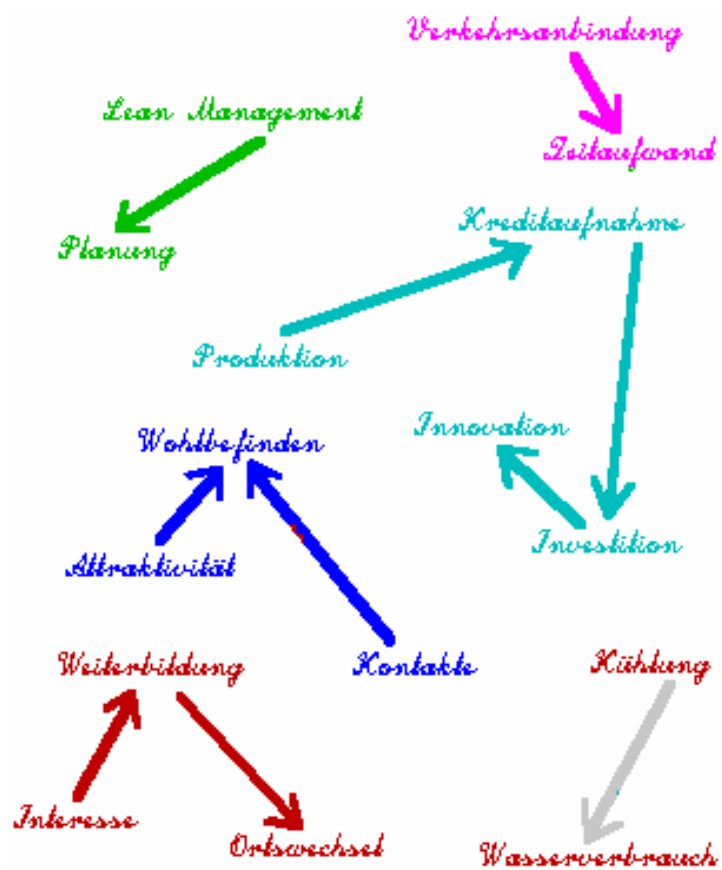 Verkehrsanbindung
Lean Management
Zeitaufwand
Kreditaufnahme
Planung
Produktion
Innovation
Wohlbefinden
Investition
Attraktivität
Weiterbildung
Kontakte
Kühlung
Interesse
Ortswechsel
Wasserverbrauch